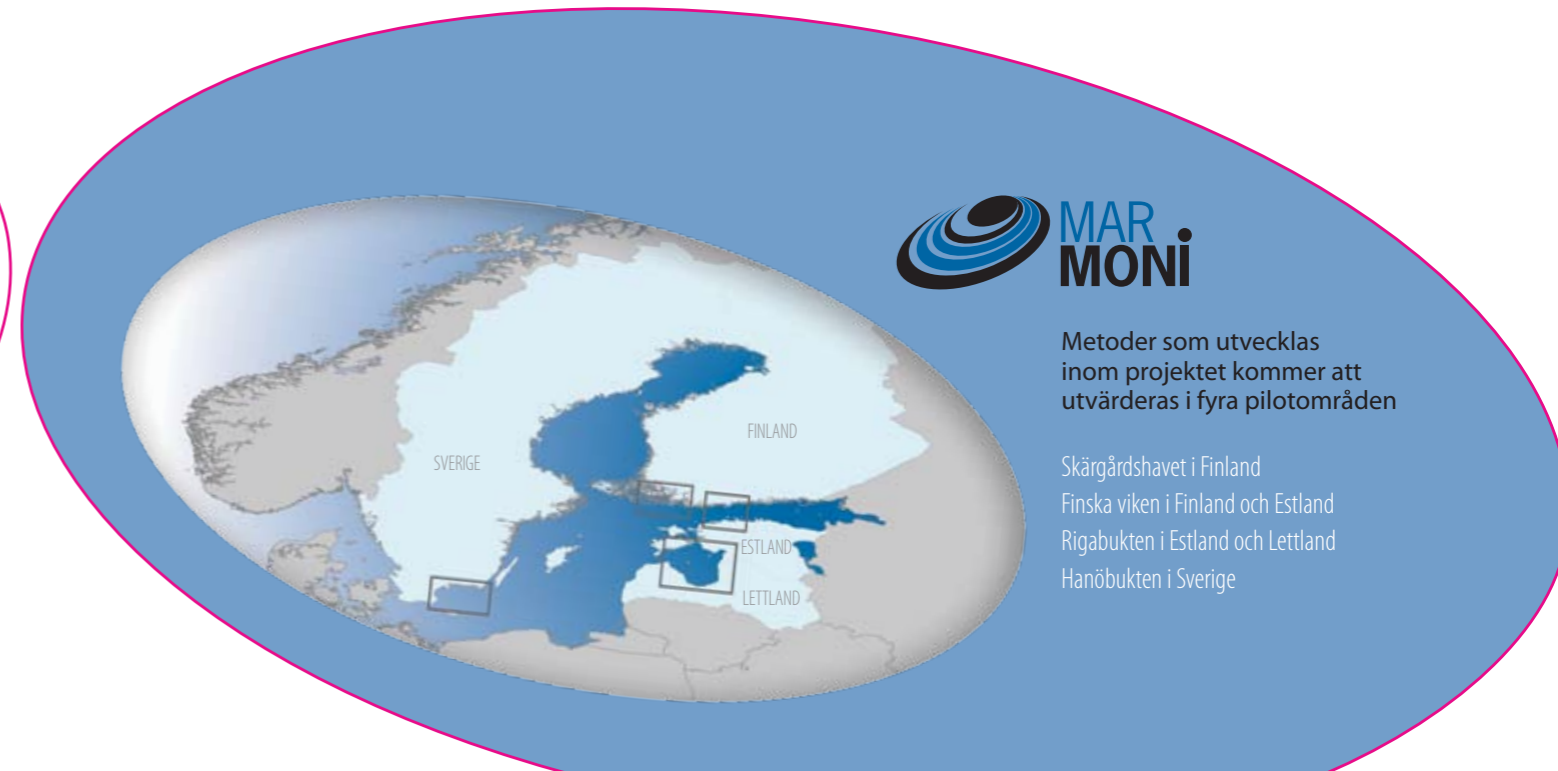 MAR
MONi
Metoder som utvecklas
inom projektet kommer att
utvärderas i fyra pilotområden
Skärgårdshavet i Finland
Finska viken i Finland och Estland
Rigabukten i Estland och Lettland
Hanöbukten i Sverige
FINLAND
SVERIGE
ESTLAND
LETTLAND